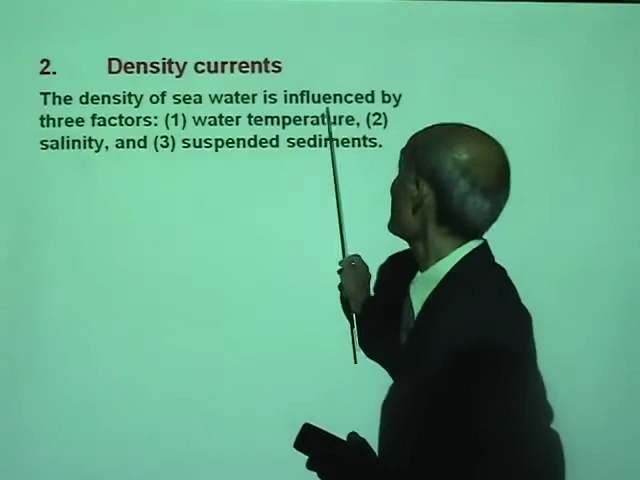 2. Density currents
The density of sea water is influenced by
three factors: (1) water temperature, (2)
salinity, and (3) suspended sediments.